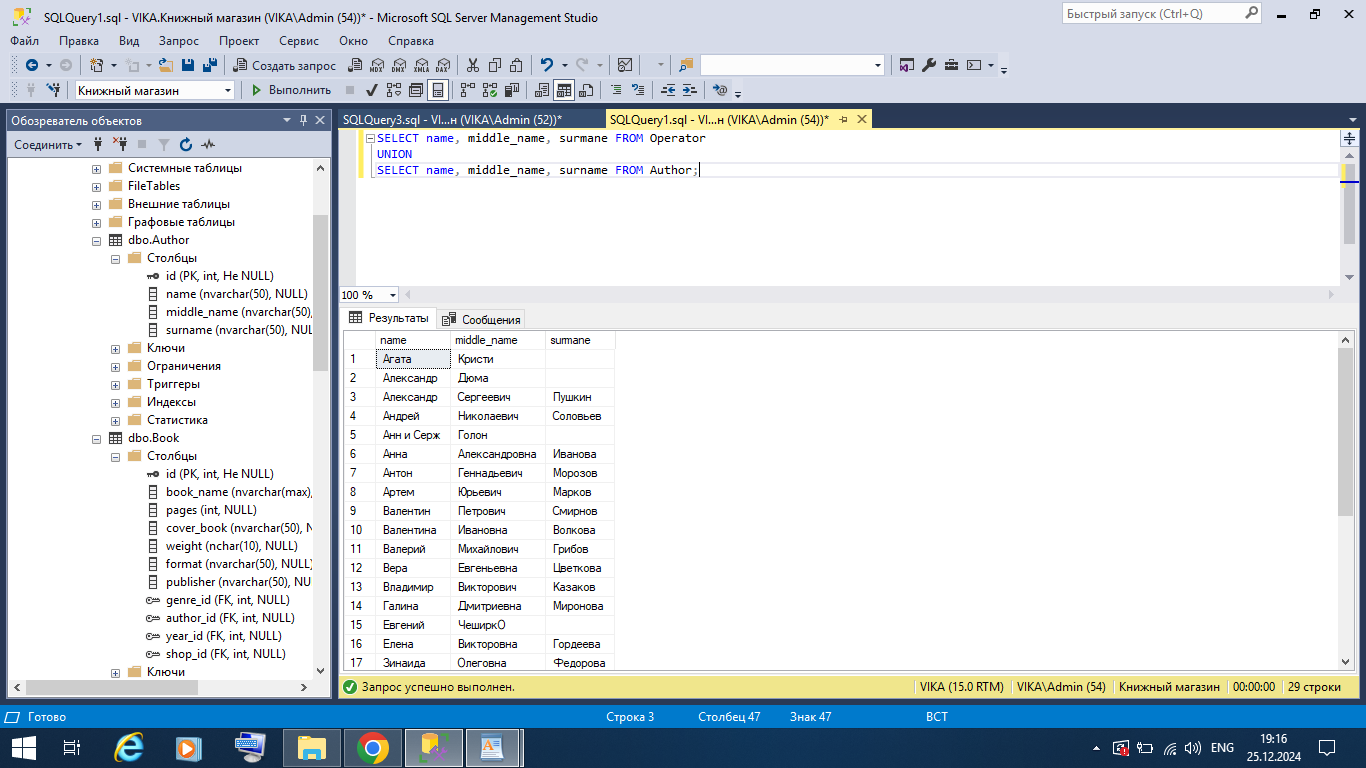 SQLQuery1.sql - VIKA.Книжный магазин (VIKA\Admin (54))* - Microsoft SQL Server Management Studio
Быстрый запуск (Ctrl+Q)
Файл Правка Вид Запрос Проект Сервис Окно Справка
Создать запрос MDX DMX XMLA DAX
Книжный магазин Выполнить
Обозреватель объектов
SQLQuery3.sql - VI...н (VIKA\Admin (52))* SQLQuery1.sql - VI...н (VIKA\Admin (54))*
Соединить
Системные таблицы
FileTables
Внешние таблицы
Графовые таблицы
dbo.Author
Столбцы
id (PK, int, Не NULL)
name (nvarchar(50), NULL)
middle_name (nvarchar(50),
surname (nvarchar(50), NUL
Ключи
Ограничения
Триггеры
Индексы
Статистика
dbo.Book
Столбцы
id (PK, int, Не NULL)
book_name (nvarchar(max),
pages (int, NULL)
cover_book (nvarchar(50), N
weight (nchar(10), NULL)
format (nvarchar(50), NULL)
publisher (nvarchar(50), NU
genre_id (FK, int, NULL)
author_id (FK, int, NULL)
year_id (FK, int, NULL)
shop_id (FK, int, NULL)
Ключи
SELECT name, middle_name, surmane FROM Operator
UNION
SELECT name, middle_name, surname FROM Author;
100 %
Результаты Сообщения
name middle_name surmane
1 Агата Кристи
2 Александр Дюма
3 Александр Сергеевич Пушкин
4 Андрей Николаевич Соловьев
5 Анн и Серж Голон
6 Анна Александровна Иванова
7 Антон Геннадьевич Морозов
8 Артем Юрьевич Марков
9 Валентин Петрович Смирнов
10 Валентина Ивановна Волкова
11 Валерий Михайлович Грибов
12 Вера Евгеньевна Цветкова
13 Владимир Викторович Казаков
14 Галина Дмитриевна Миронова
15 Евгений ЧеширкО
16 Елена Викторовна Гордеева
17 Зинаида Олеговна Федорова
Запрос успешно выполнен. VIKA (15.0 RTM) VIKA\Admin (54) Книжный магазин 00:00:00 29 строки
Готово Строка 3 Столбец 47 Знак 47 ВСТ
ENG 19:16
25.12.2024